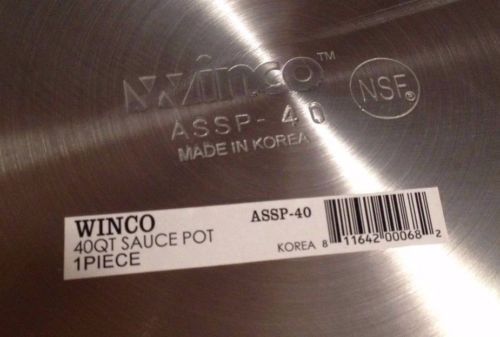 Winco™
NSF®
ASSP-40
MADE IN KOREA
WINCO ASSP-40
40QT SAUCE POT
1PIECE
KOREA 8 11642 00068 2